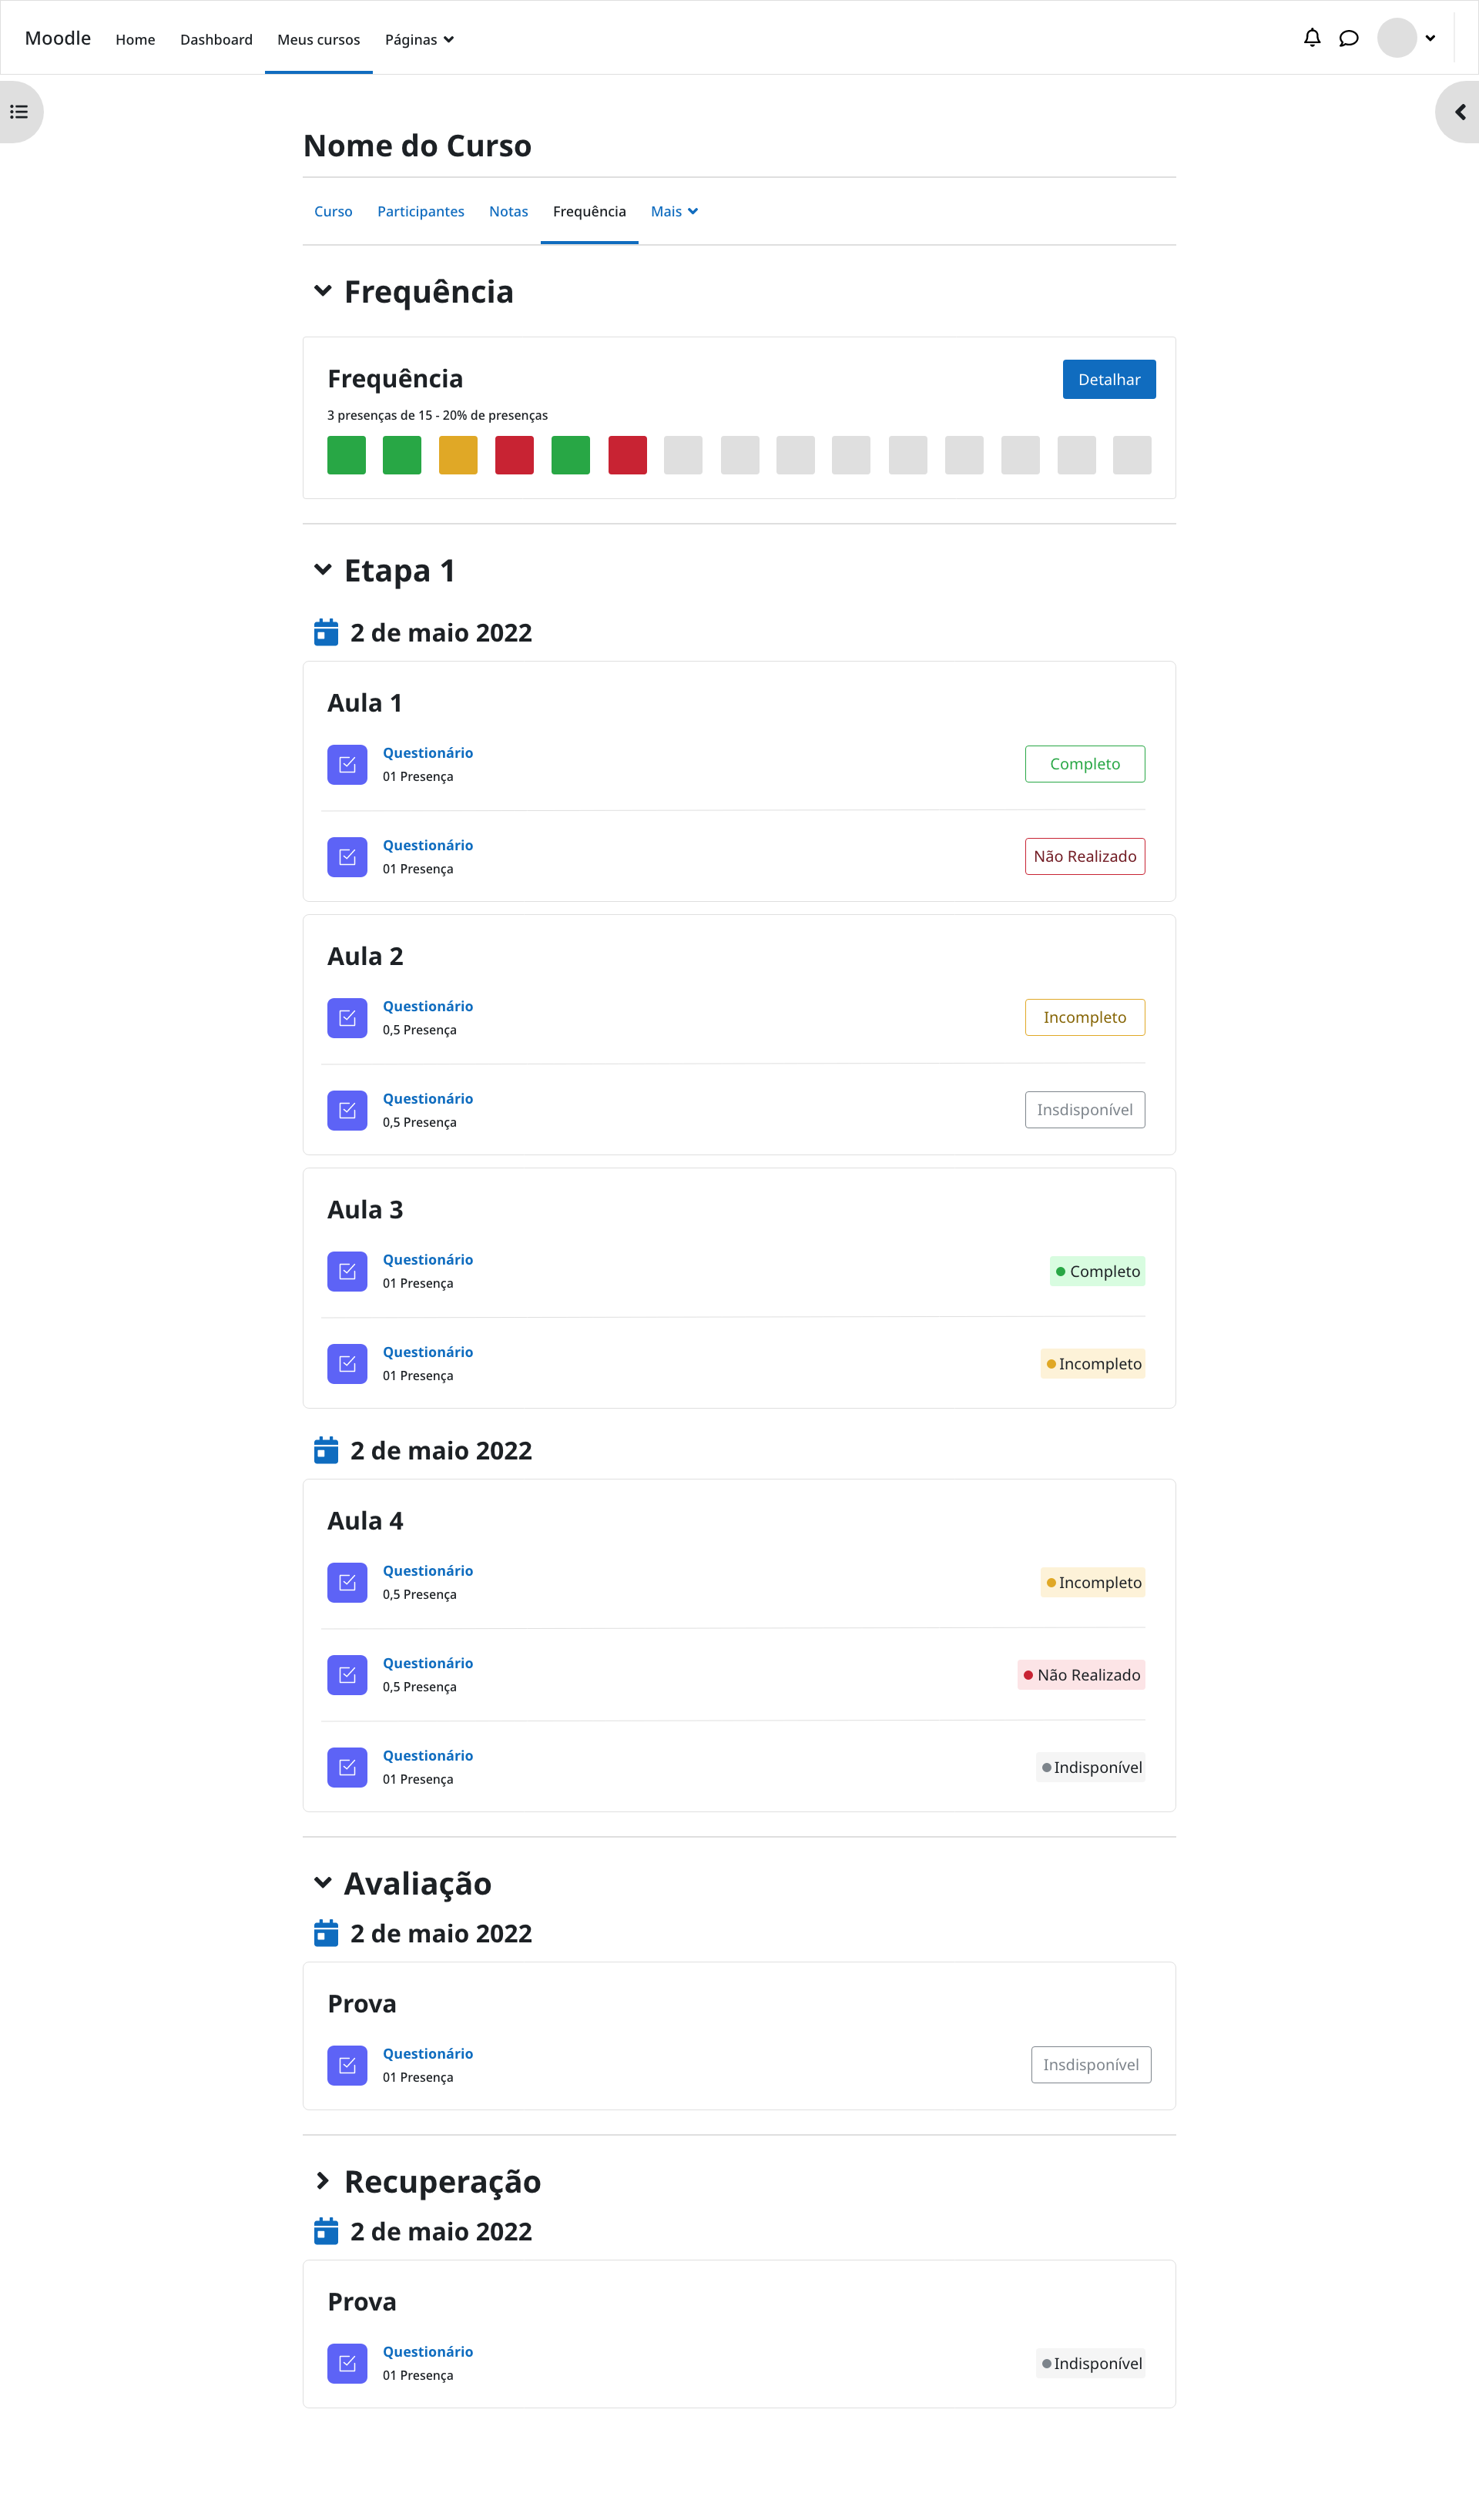 Moodle Home Dashboard Meus cursos Páginas
Nome do Curso
Curso Participantes Notas Frequência Mais
Frequência
Frequência
Detalhar
3 presenças de 15 - 20% de presenças
Etapa 1
2 de maio 2022
Aula 1
Questionário
01 Presença
Completo
Questionário
01 Presença
Não Realizado
Aula 2
Questionário
0,5 Presença
Incompleto
Questionário
0,5 Presença
Insdisponível
Aula 3
Questionário
01 Presença
Completo
Questionário
01 Presença
Incompleto
2 de maio 2022
Aula 4
Questionário
0,5 Presença
Incompleto
Questionário
0,5 Presença
Não Realizado
Questionário
01 Presença
Indisponível
Avaliação
2 de maio 2022
Prova
Questionário
01 Presença
Insdisponível
Recuperação
2 de maio 2022
Prova
Questionário
01 Presença
Indisponível